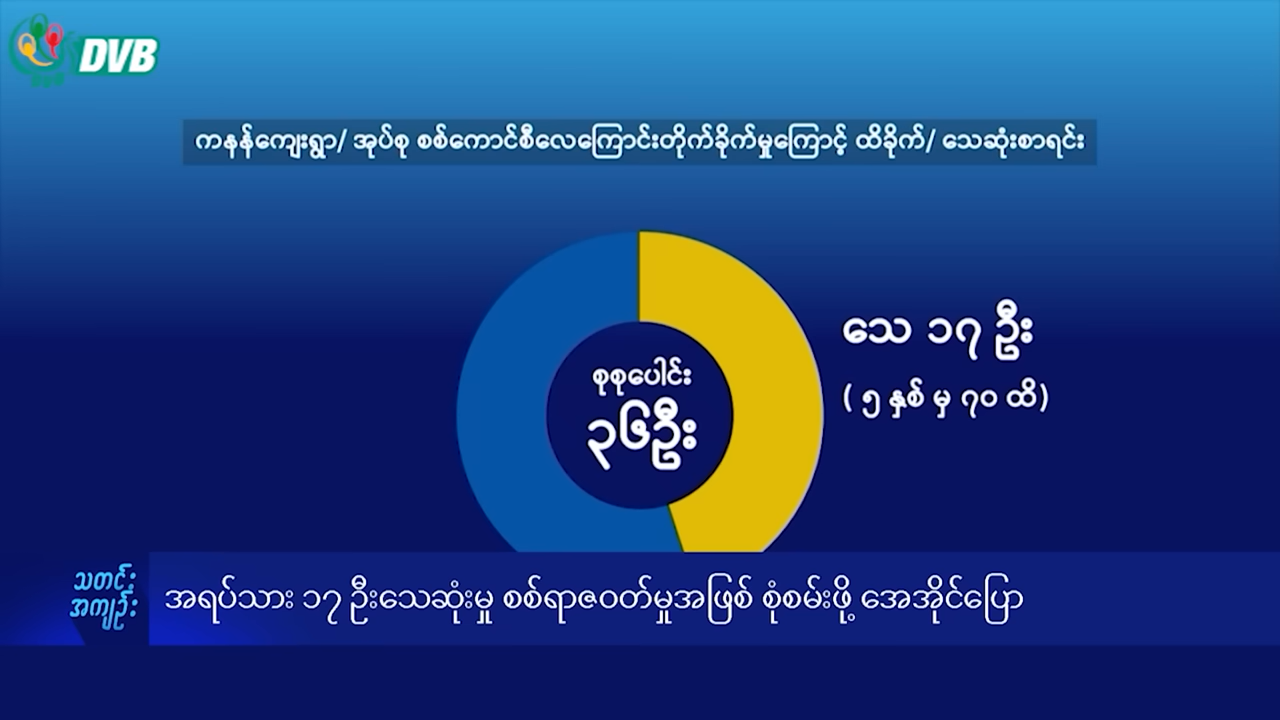 DVB
ကနန်ကျေးရွာ/ အုပ်စု စစ်ကောင်စီလေကြောင်းတိုက်ခိုက်မှုကြောင့် ထိခိုက်/ သေဆုံးစာရင်း
သေ ၁၇ ဦး
( ၅ နှစ် မှ ၇၀ ထိ)
စုစုပေါင်း
၃၆ဦး
သတင်း
အကျဉ်း
အရပ်သား ၁၇ ဦးသေဆုံးမှု စစ်ရာဇဝတ်မှုအဖြစ် စုံစမ်းဖို့ အေအိုင်ပြော